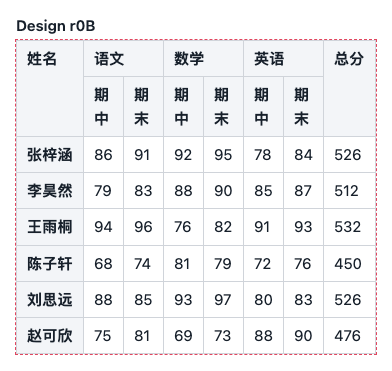 Design r0B
姓名 语文 数学 英语 总分
期中 期末 期中 期末 期中 期末
张梓涵 86 91 92 95 78 84 526
李昊然 79 83 88 90 85 87 512
王雨桐 94 96 76 82 91 93 532
陈子轩 68 74 81 79 72 76 450
刘思远 88 85 93 97 80 83 526
赵可欣 75 81 69 73 88 90 476